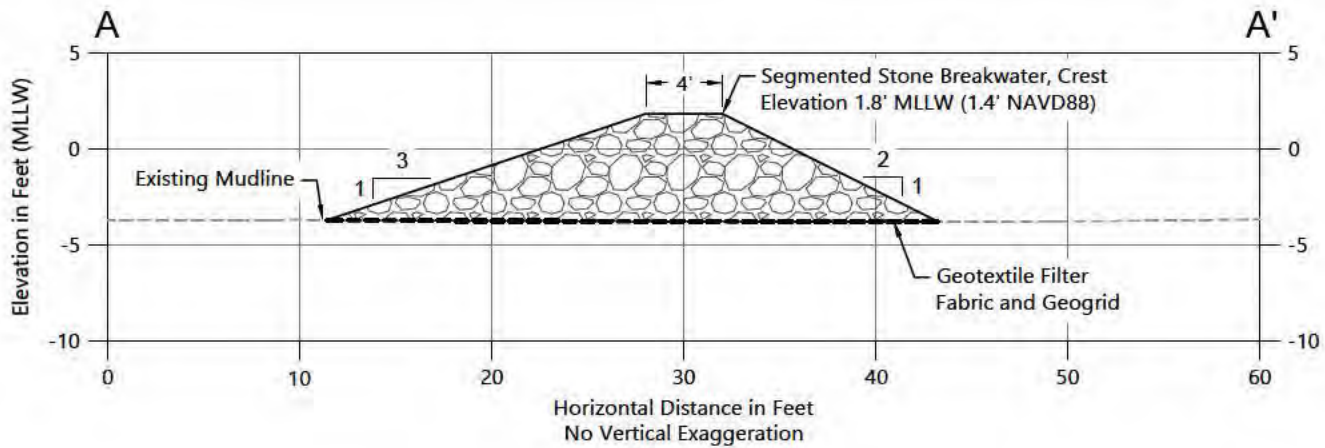 A
A'
5
5
4'
Segmented Stone Breakwater, Crest
Elevation 1.8' MLLW (1.4' NAVD88)
Elevation in Feet (MLLW)
0
0
3
1
2
1
Existing Mudline
-5
-5
Geotextile Filter
Fabric and Geogrid
-10
-10
0
10
20
30
40
50
60
Horizontal Distance in Feet
No Vertical Exaggeration